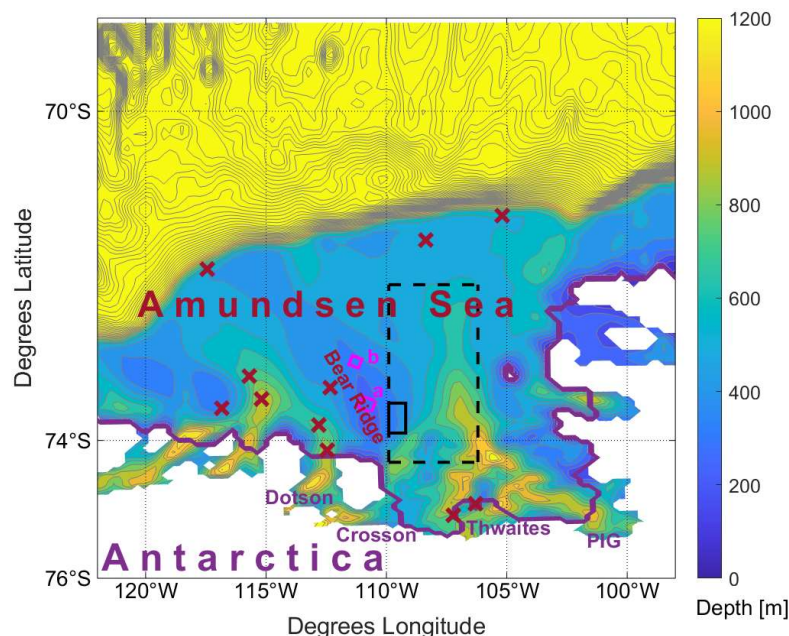 1200
1000
800
600
400
200
0
Depth [m]
70°S
74°S
76°S
Degrees Latitude
Amundsen Sea
b
a
Bear Ridge
Dotson
Crosson
Thwaites
PIG
Antarctica
120°W
115°W
110°W
105°W
100°W
Degrees Longitude